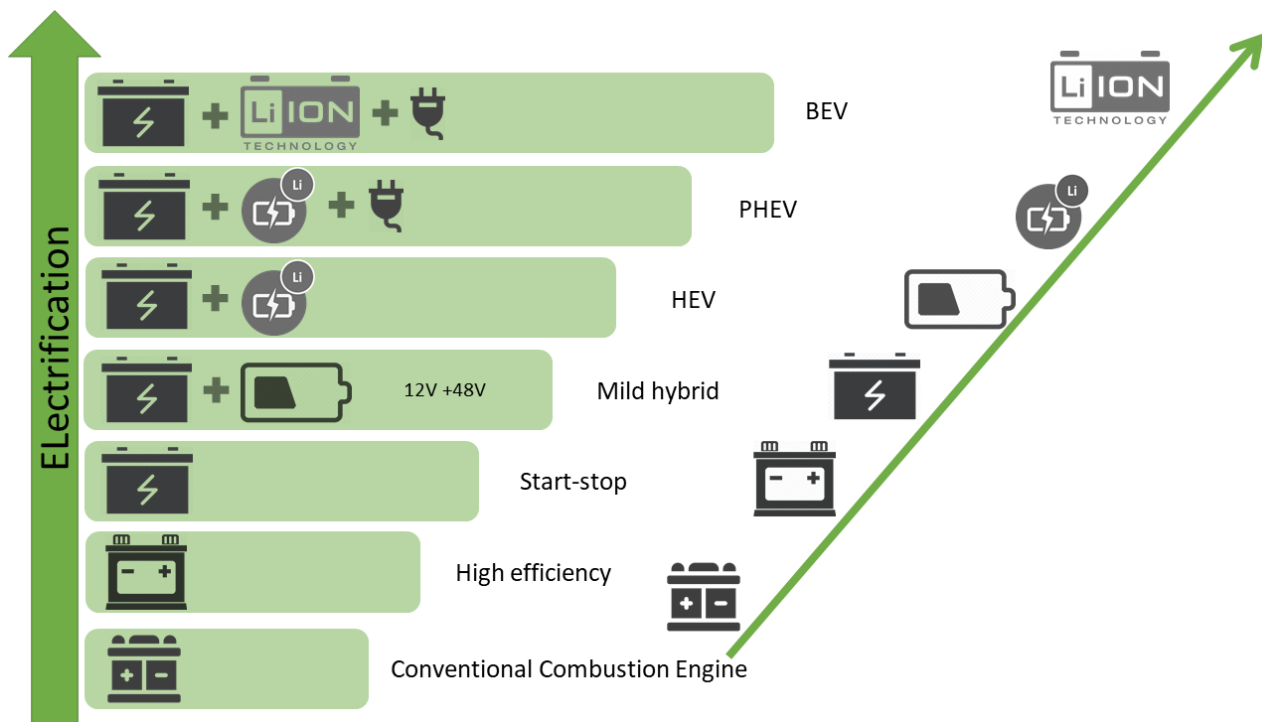 ELectrification
Li ION
TECHNOLOGY
BEV
Li ION
TECHNOLOGY
Li
PHEV
Li
Li
HEV
12V +48V
Mild hybrid
Start-stop
High efficiency
Conventional Combustion Engine